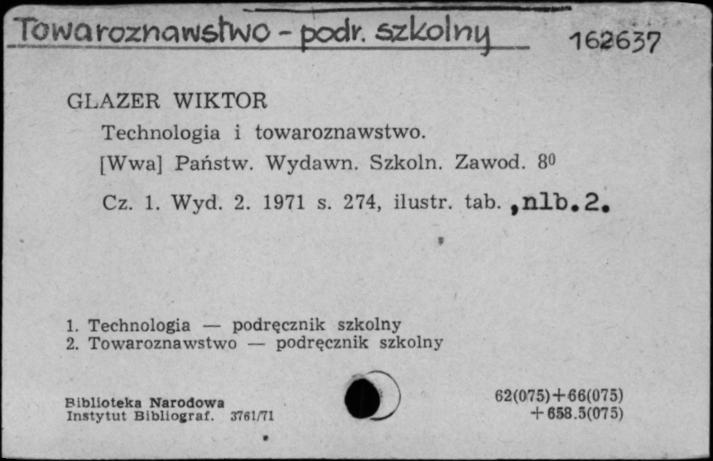 Towaroznawstwo - podr. szkolny 162637
GLAZER WIKTOR
Technologia i towaroznawstwo.
[Wwa] Państw. Wydawn. Szkoln. Zawod. 8⁰
Cz. 1. Wyd. 2. 1971 s. 274, ilustr. tab. ,nlb.2.
1. Technologia — podręcznik szkolny
2. Towaroznawstwo — podręcznik szkolny
Biblioteka Narodowa
Instytut Bibliograf. 3761/71
62(075)+66(075)
+658.5(075)